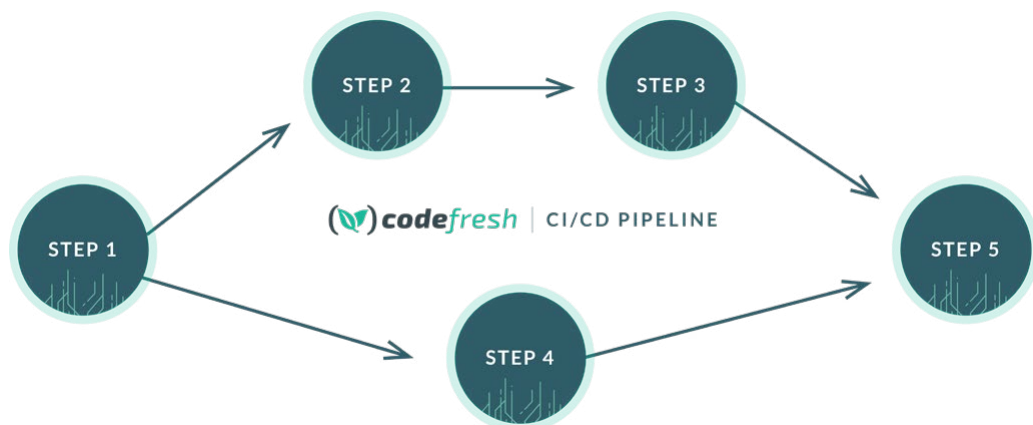 STEP 2
STEP 3
codefresh | CI/CD PIPELINE
STEP 1
STEP 5
STEP 4